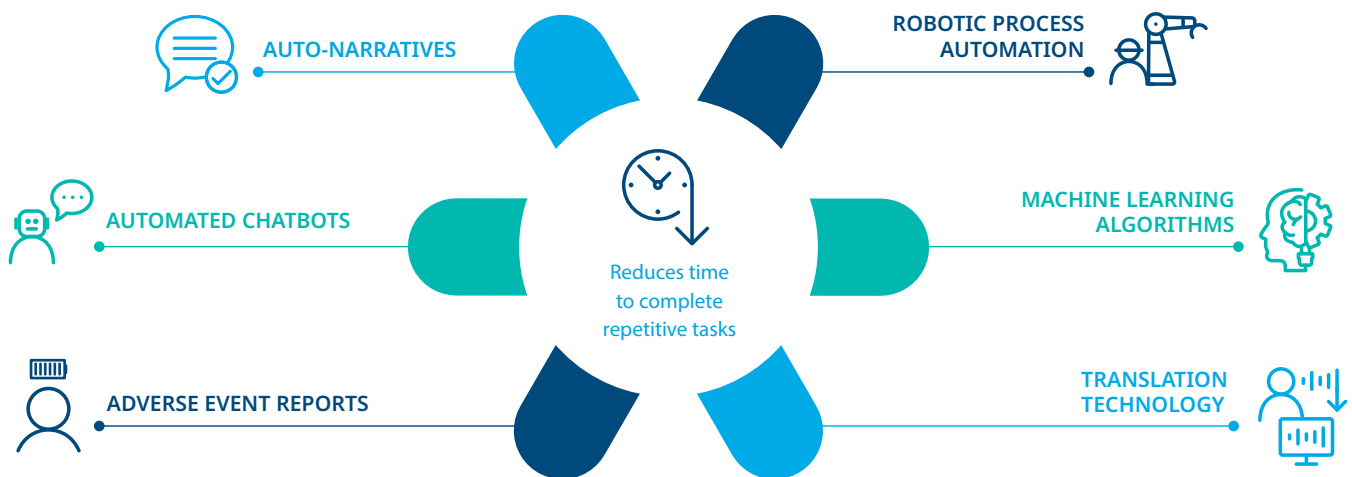 AUTO-NARRATIVES
ROBOTIC PROCESS
AUTOMATION
AUTOMATED CHATBOTS
MACHINE LEARNING
ALGORITHMS
Reduces time
to complete
repetitive tasks
ADVERSE EVENT REPORTS
TRANSLATION
TECHNOLOGY